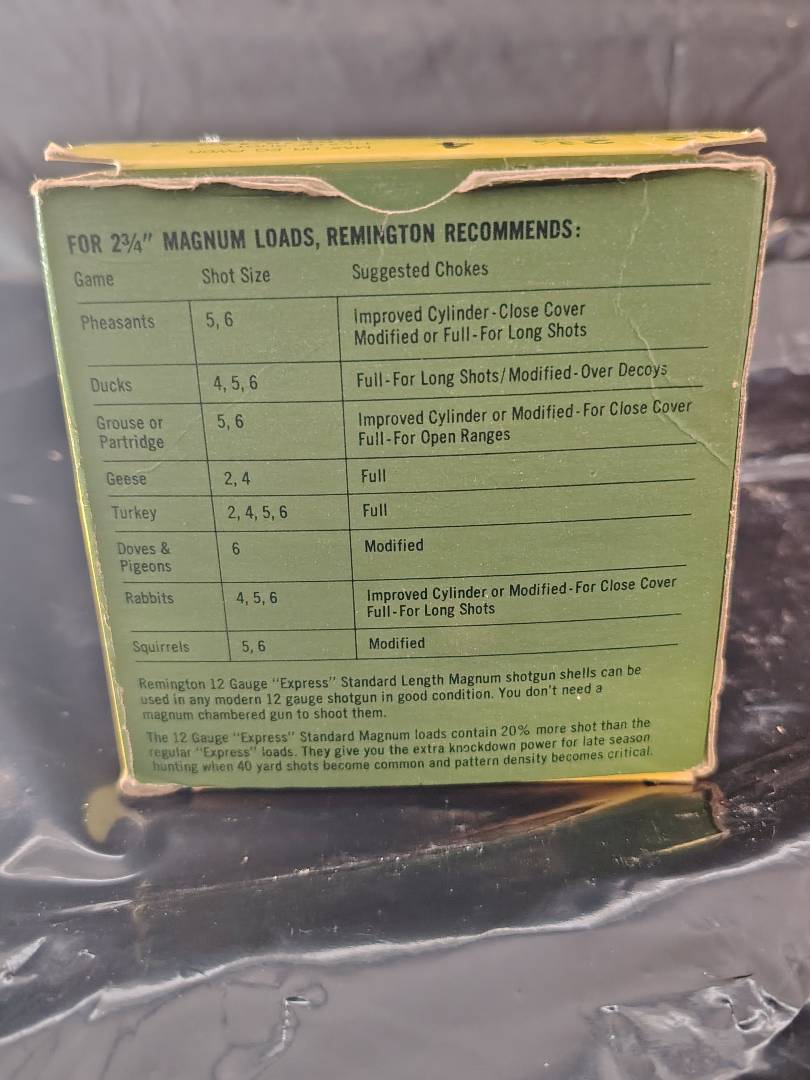 12 2¾ 4
FOR 2¾" MAGNUM LOADS, REMINGTON RECOMMENDS:
Game Shot Size Suggested Chokes
Pheasants 5, 6 Improved Cylinder-Close Cover
Modified or Full-For Long Shots
Ducks 4, 5, 6 Full-For Long Shots/Modified-Over Decoys
Grouse or 5, 6 Improved Cylinder or Modified-For Close Cover
Partridge Full-For Open Ranges
Geese 2, 4 Full
Turkey 2, 4, 5, 6 Full
Doves & 6 Modified
Pigeons
Rabbits 4, 5, 6 Improved Cylinder or Modified-For Close Cover
Full-For Long Shots
Squirrels 5, 6 Modified
Remington 12 Gauge "Express" Standard Length Magnum shotgun shells can be
used in any modern 12 gauge shotgun in good condition. You don't need a
magnum chambered gun to shoot them.
The 12 Gauge "Express" Standard Magnum loads contain 20% more shot than the
regular "Express" loads. They give you the extra knockdown power for late season
hunting when 40 yard shots become common and pattern density becomes critical.